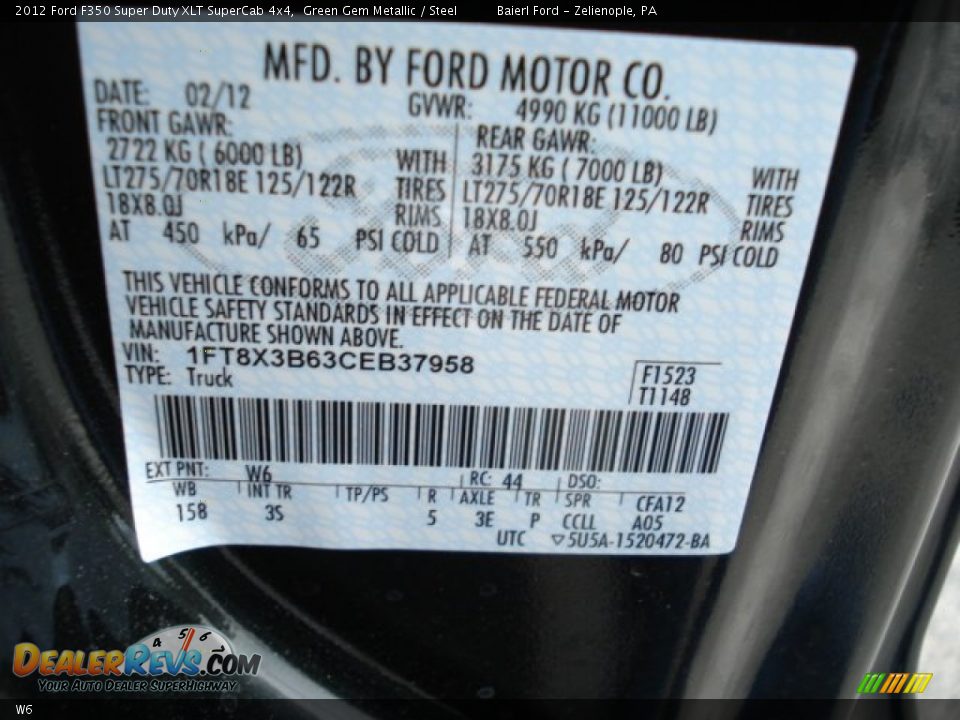 2012 Ford F350 Super Duty XLT SuperCab 4x4, Green Gem Metallic / Steel Baierl Ford - Zelienople, PA
MFD. BY FORD MOTOR CO.
DATE: 02/12 GVWR: 4990 KG (11000 LB)
FRONT GAWR: REAR GAWR:
2722 KG ( 6000 LB) WITH 3175 KG ( 7000 LB) WITH
LT275/70R18E 125/122R TIRES LT275/70R18E 125/122R TIRES
18X8.0J RIMS 18X8.0J RIMS
AT 450 kPa/ 65 PSI COLD AT 550 kPa/ 80 PSI COLD
THIS VEHICLE CONFORMS TO ALL APPLICABLE FEDERAL MOTOR
VEHICLE SAFETY STANDARDS IN EFFECT ON THE DATE OF
MANUFACTURE SHOWN ABOVE.
VIN: 1FT8X3B63CEB37958
TYPE: Truck
F1523
T1148
EXT PNT: W6 RC: 44 DSO:
WB INT TR TP/PS R AXLE TR SPR CFA12
158 3S 5 3E P CCLL A05
UTC ▽5U5A-1520472-BA
4 5 6
DEALERREVS.COM
Your Auto Dealer SuperHighway
W6